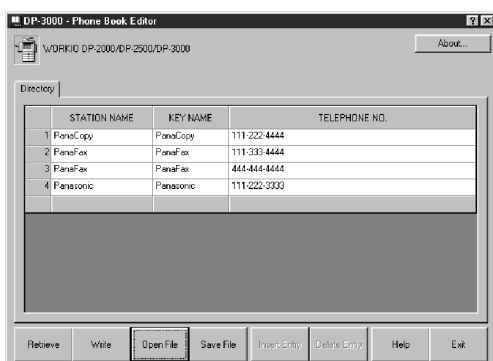 DP-3000 - Phone Book Editor
WORKIO DP-2000/DP-2500/DP-3000
About...
Directory
STATION NAME KEY NAME TELEPHONE NO.
1 PanaCopy PanaCopy 111-222-4444
2 PanaFax PanaFax 111-333-4444
3 PanaFax PanaFax 444-444-4444
4 Panasonic Panasonic 111-222-3333
Retrieve Write Open File Save File Insert Entry Delete Entry Help Exit